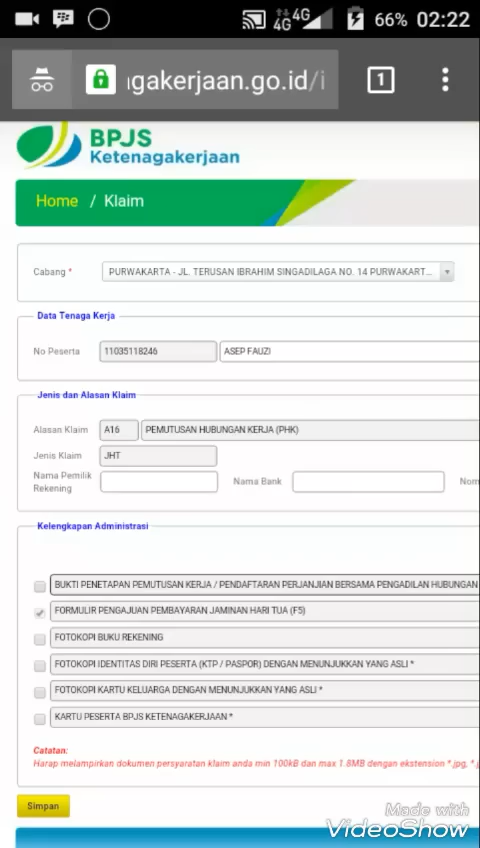 4G 4G 66% 02:22
agakerjaan.go.id/i 1
BPJS
Ketenagakerjaan
Home / Klaim
Cabang * PURWAKARTA - JL. TERUSAN IBRAHIM SINGADILAGA NO. 14 PURWAKART...
Data Tenaga Kerja
No Peserta 11035118246 ASEP FAUZI
Jenis dan Alasan Klaim
Alasan Klaim A16 PEMUTUSAN HUBUNGAN KERJA (PHK)
Jenis Klaim JHT
Nama Pemilik
Rekening Nama Bank Nom
Kelengkapan Administrasi
BUKTI PENETAPAN PEMUTUSAN KERJA / PENDAFTARAN PERJANJIAN BERSAMA PENGADILAN HUBUNGAN
FORMULIR PENGAJUAN PEMBAYARAN JAMINAN HARI TUA (F5)
FOTOKOPI BUKU REKENING
FOTOKOPI IDENTITAS DIRI PESERTA (KTP / PASPOR) DENGAN MENUNJUKKAN YANG ASLI *
FOTOKOPI KARTU KELUARGA DENGAN MENUNJUKKAN YANG ASLI *
KARTU PESERTA BPJS KETENAGAKERJAAN *
Catatan:
Harap melampirkan dokumen persyaratan klaim anda min 100kB dan max 1.8MB dengan ekstension *.jpg, *.j
Simpan
Made with
VideoShow